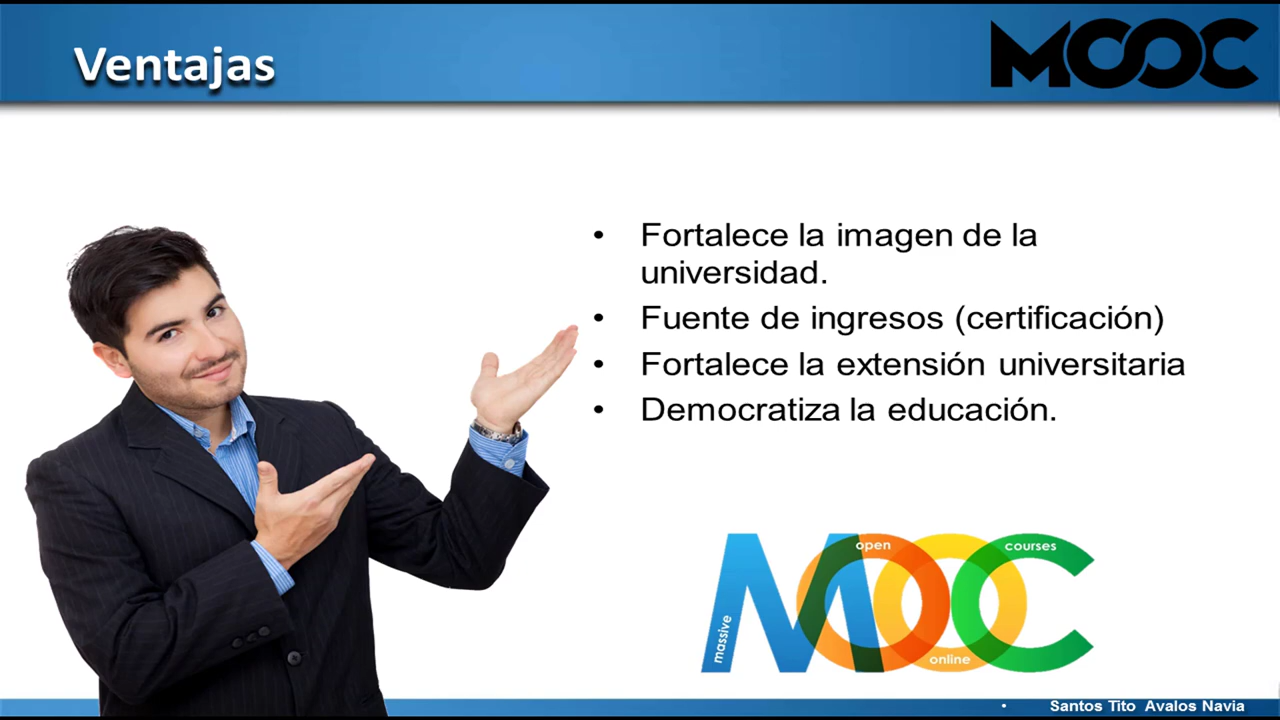 Ventajas
MOOC
• Fortalece la imagen de la
universidad.
• Fuente de ingresos (certificación)
• Fortalece la extensión universitaria
• Democratiza la educación.
MOOC
open
courses
massive
online
• Santos Tito Avalos Navia